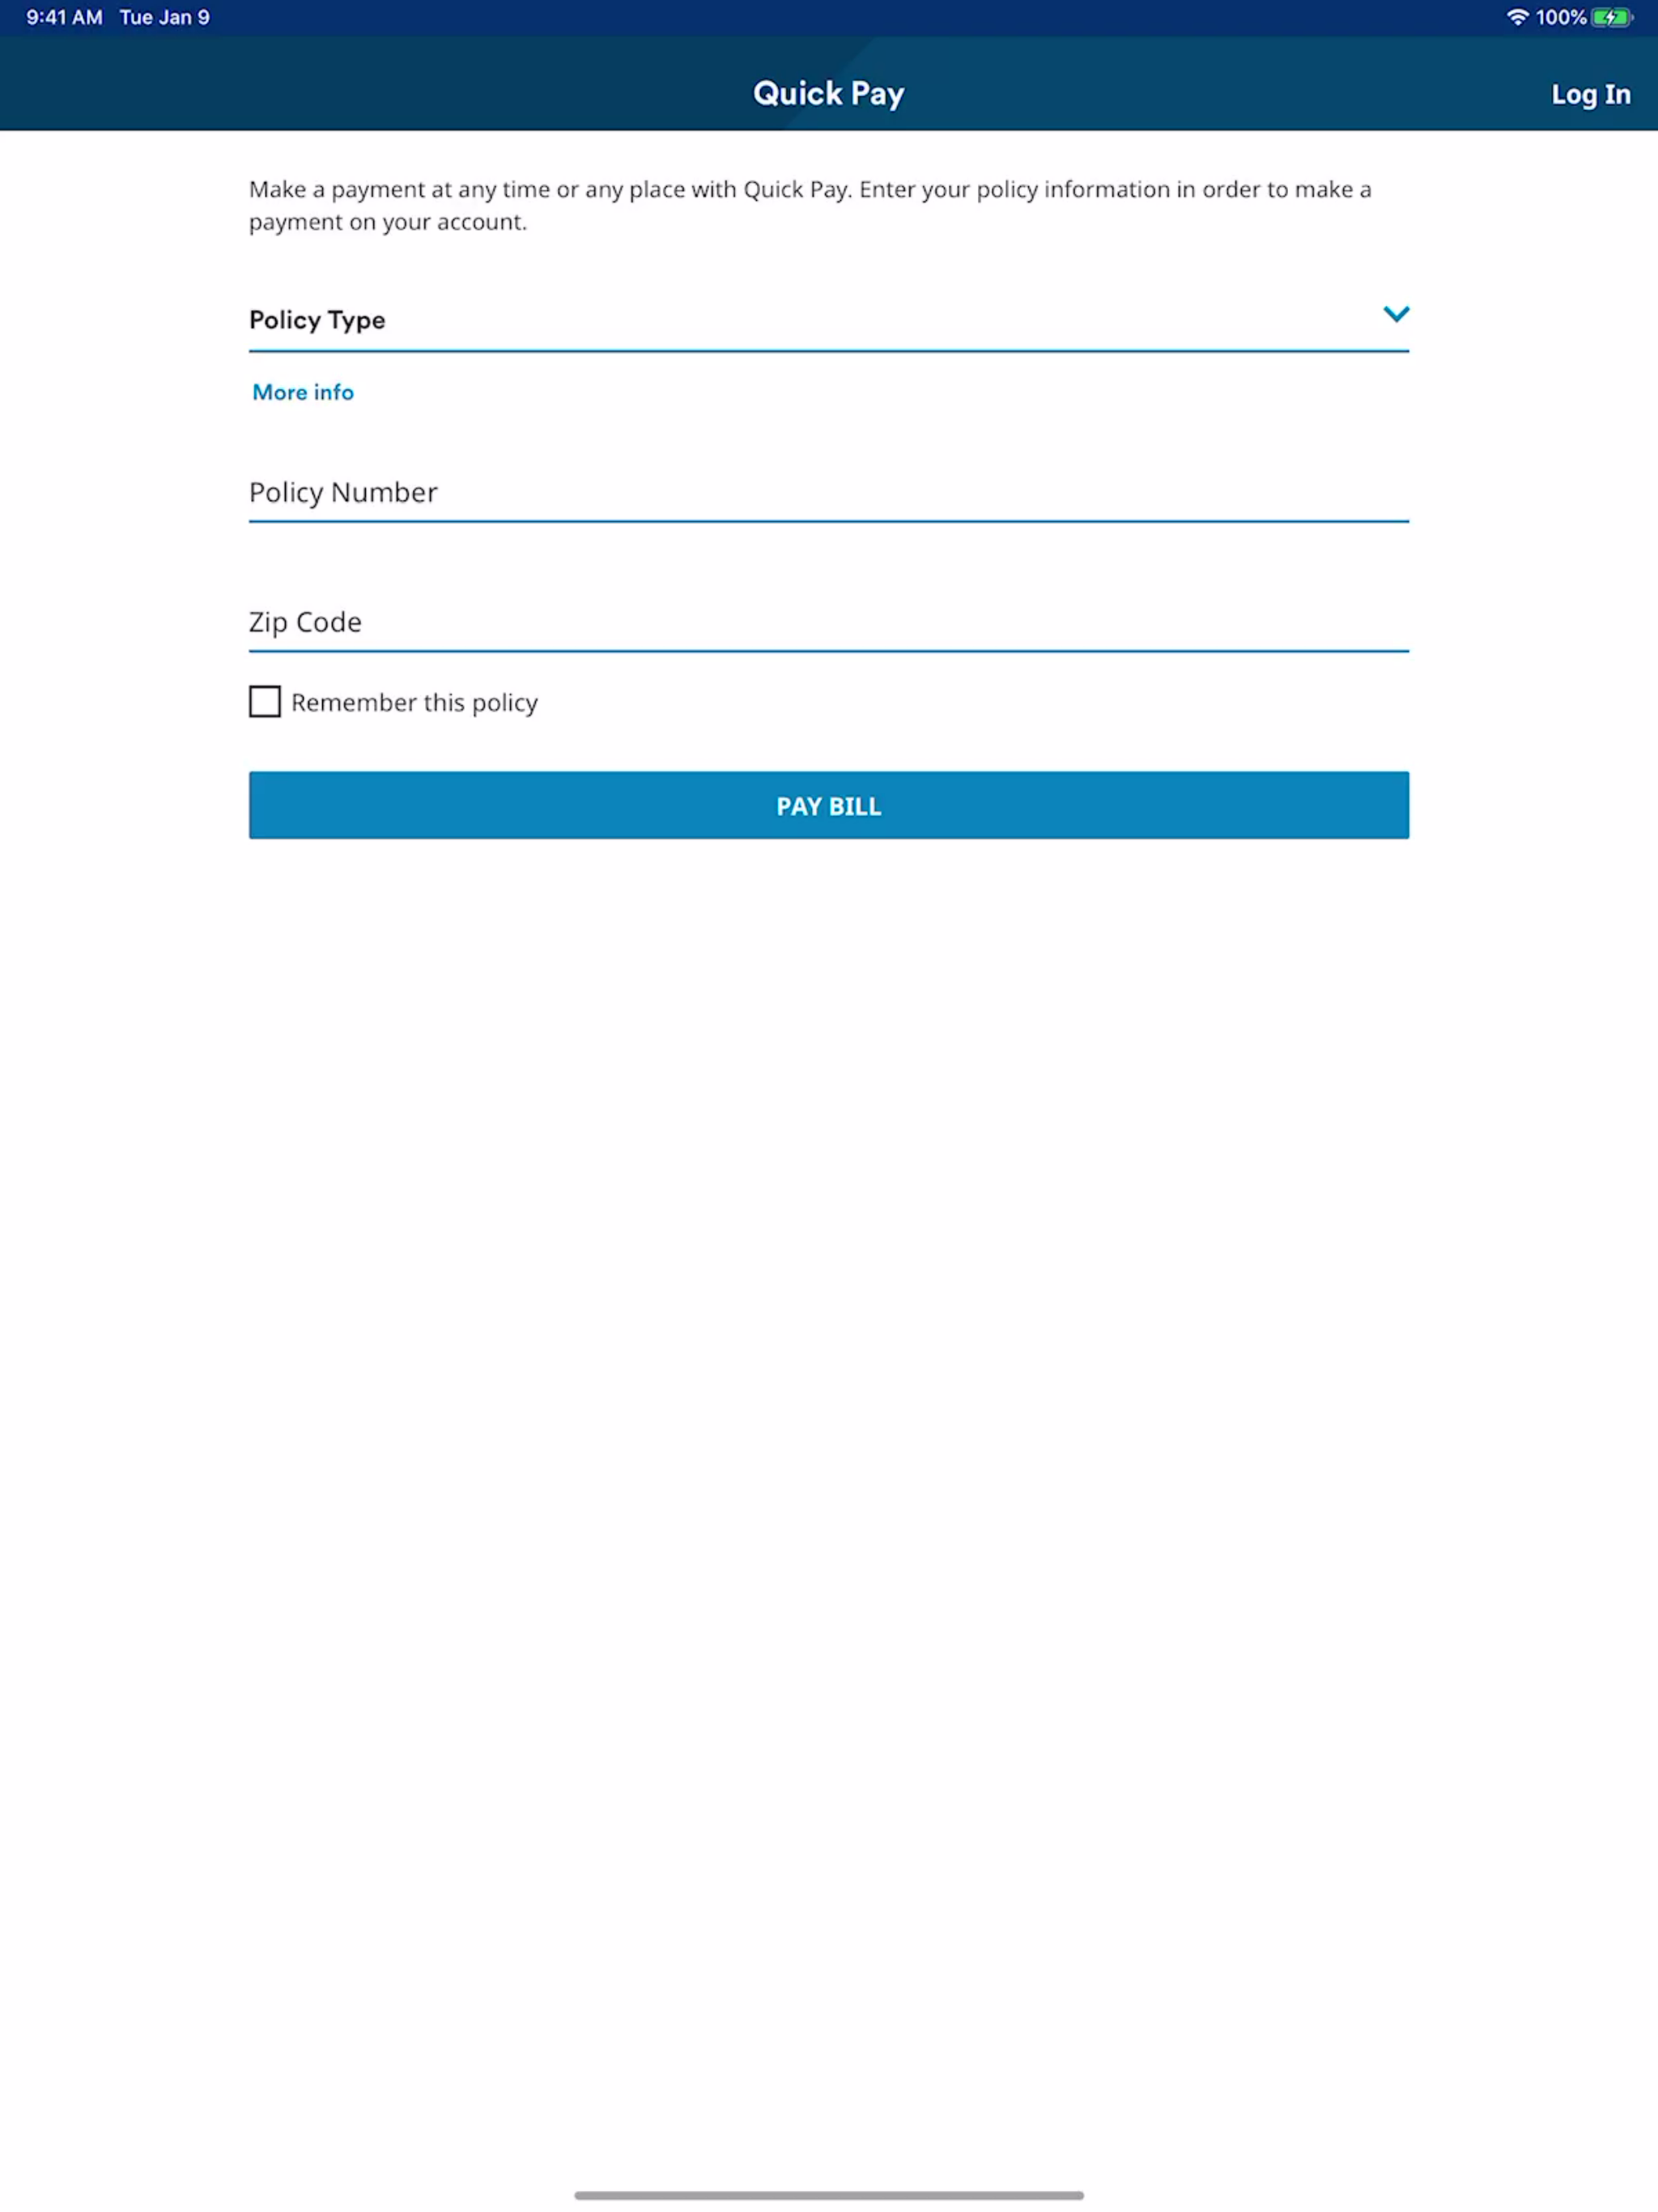 9:41 AM Tue Jan 9 100%
Quick Pay
Log In
Make a payment at any time or any place with Quick Pay. Enter your policy information in order to make a
payment on your account.
Policy Type
More info
Policy Number
Zip Code
Remember this policy
PAY BILL